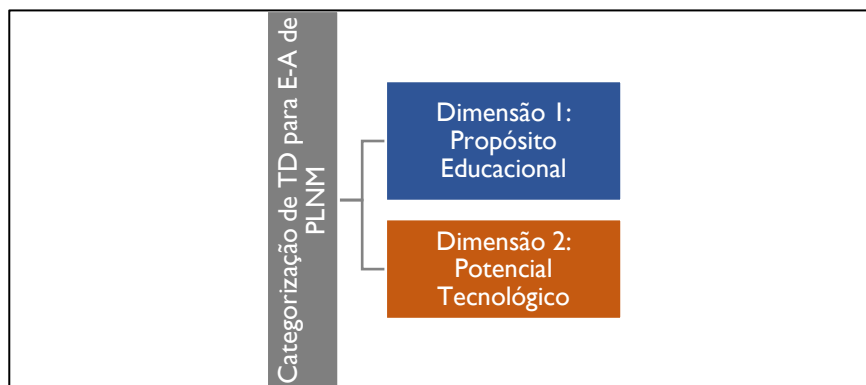 Categorização de TD para E-A de
PLNM
Dimensão 1:
Propósito
Educacional
Dimensão 2:
Potencial
Tecnológico